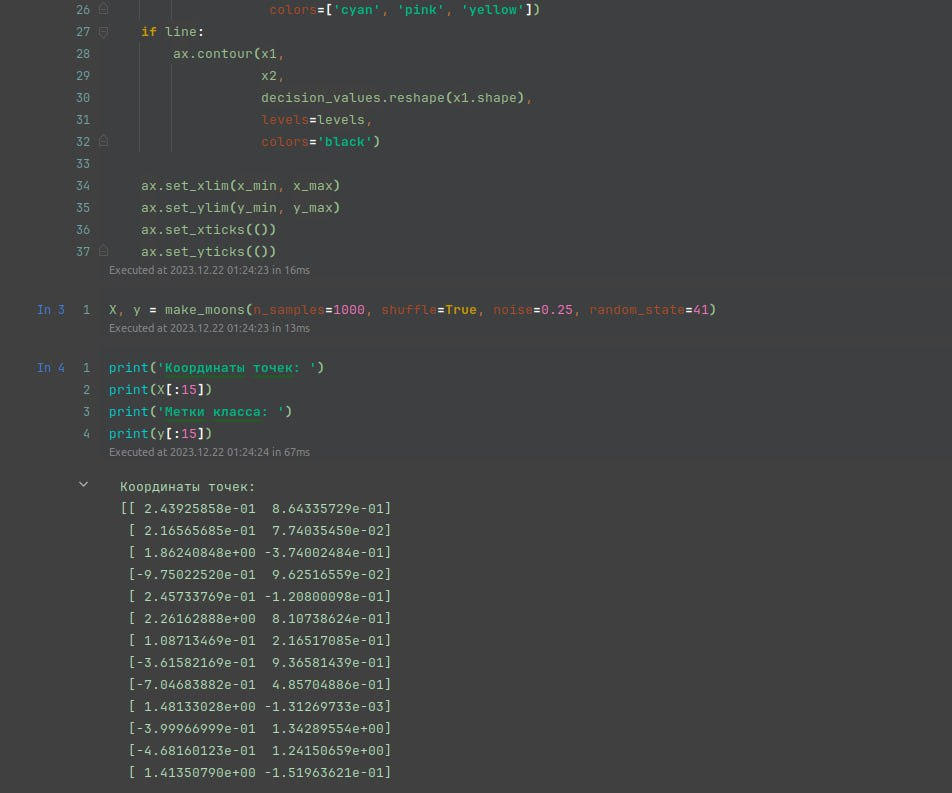 26 colors=['cyan', 'pink', 'yellow'])
27 if line:
28 ax.contour(x1,
29 x2,
30 decision_values.reshape(x1.shape),
31 levels=levels,
32 colors='black')
33
34 ax.set_xlim(x_min, x_max)
35 ax.set_ylim(y_min, y_max)
36 ax.set_xticks(())
37 ax.set_yticks(())
Executed at 2023.12.22 01:24:23 in 16ms
In 3 1 X, y = make_moons(n_samples=1000, shuffle=True, noise=0.25, random_state=41)
Executed at 2023.12.22 01:24:23 in 13ms
In 4 1 print('Координаты точек: ')
2 print(X[:15])
3 print('Метки класса: ')
4 print(y[:15])
Executed at 2023.12.22 01:24:24 in 67ms
Координаты точек:
[[ 2.43925858e-01  8.64335729e-01]
[ 2.16565685e-01  7.74035450e-02]
[ 1.86240848e+00 -3.74002484e-01]
[-9.75022520e-01  9.62516559e-02]
[ 2.45733769e-01 -1.20800098e-01]
[ 2.26162888e+00  8.10738624e-01]
[ 1.08713469e-01  2.16517085e-01]
[-3.61582169e-01  9.36581439e-01]
[-7.04683882e-01  4.85704886e-01]
[ 1.48133028e+00 -1.31269733e-03]
[-3.99966999e-01  1.34289554e+00]
[-4.68160123e-01  1.24150659e+00]
[ 1.41350790e+00 -1.51963621e-01]